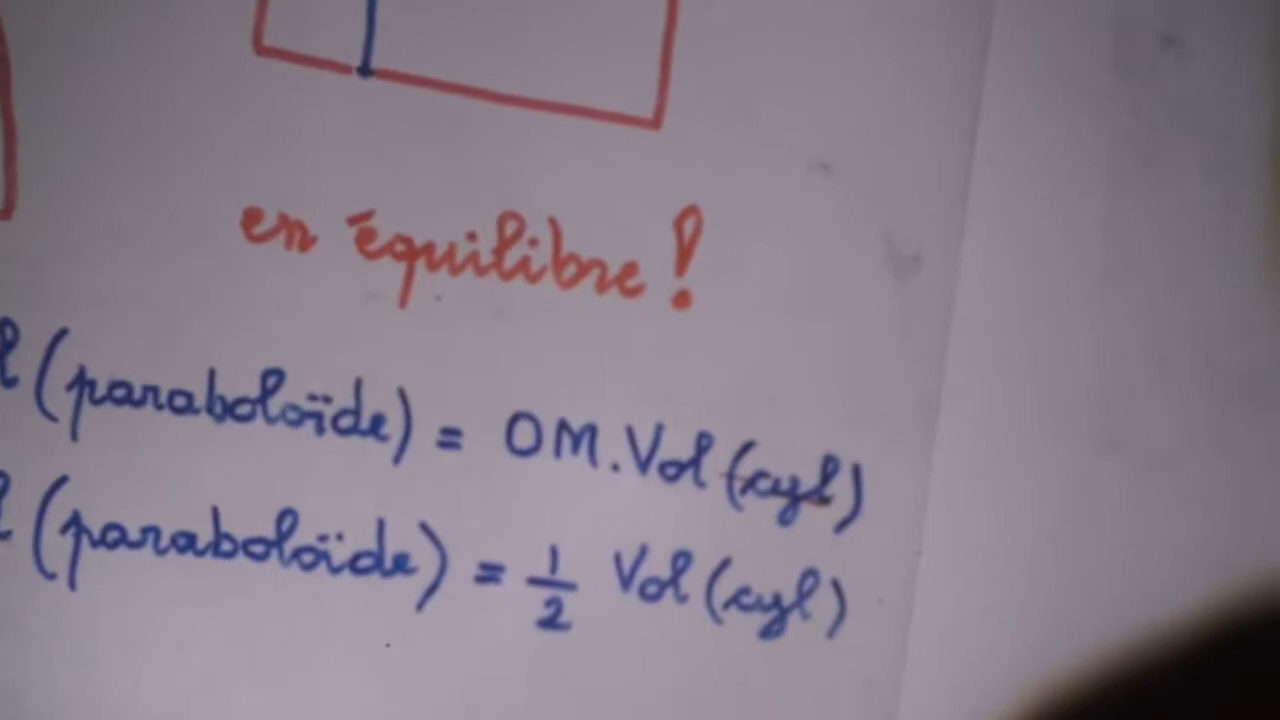 en équilibre !
l (paraboloïde) = OM . Vol (cyl)
l (paraboloïde) = 1/2 Vol (cyl)